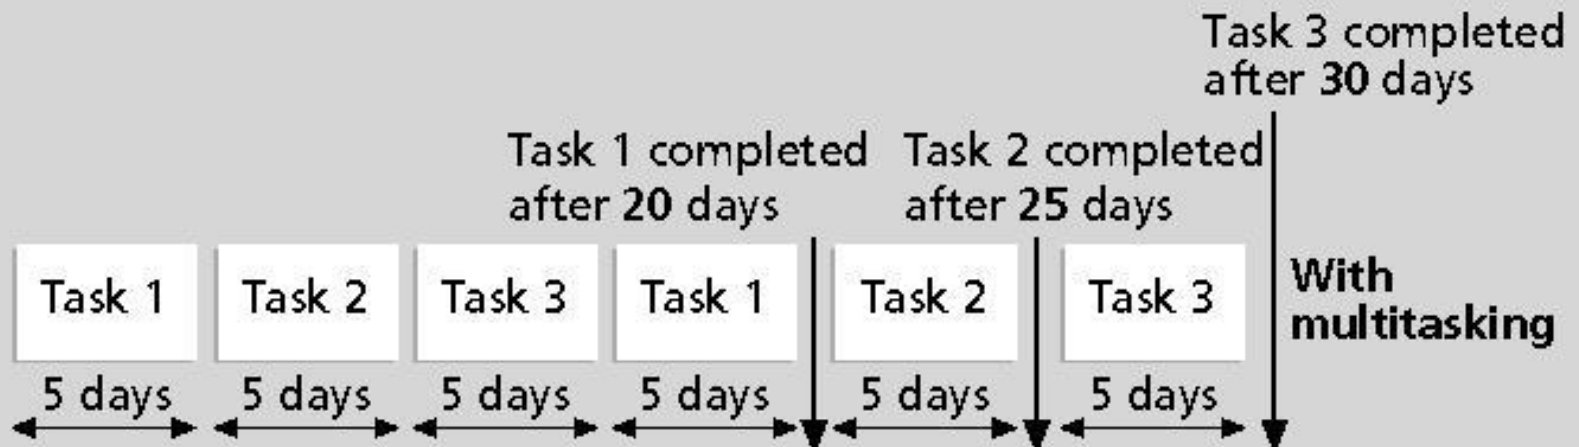 Task 3 completed
after 30 days
Task 1 completed
after 20 days
Task 2 completed
after 25 days
Task 1
Task 2
Task 3
Task 1
Task 2
Task 3
With
multitasking
5 days
5 days
5 days
5 days
5 days
5 days